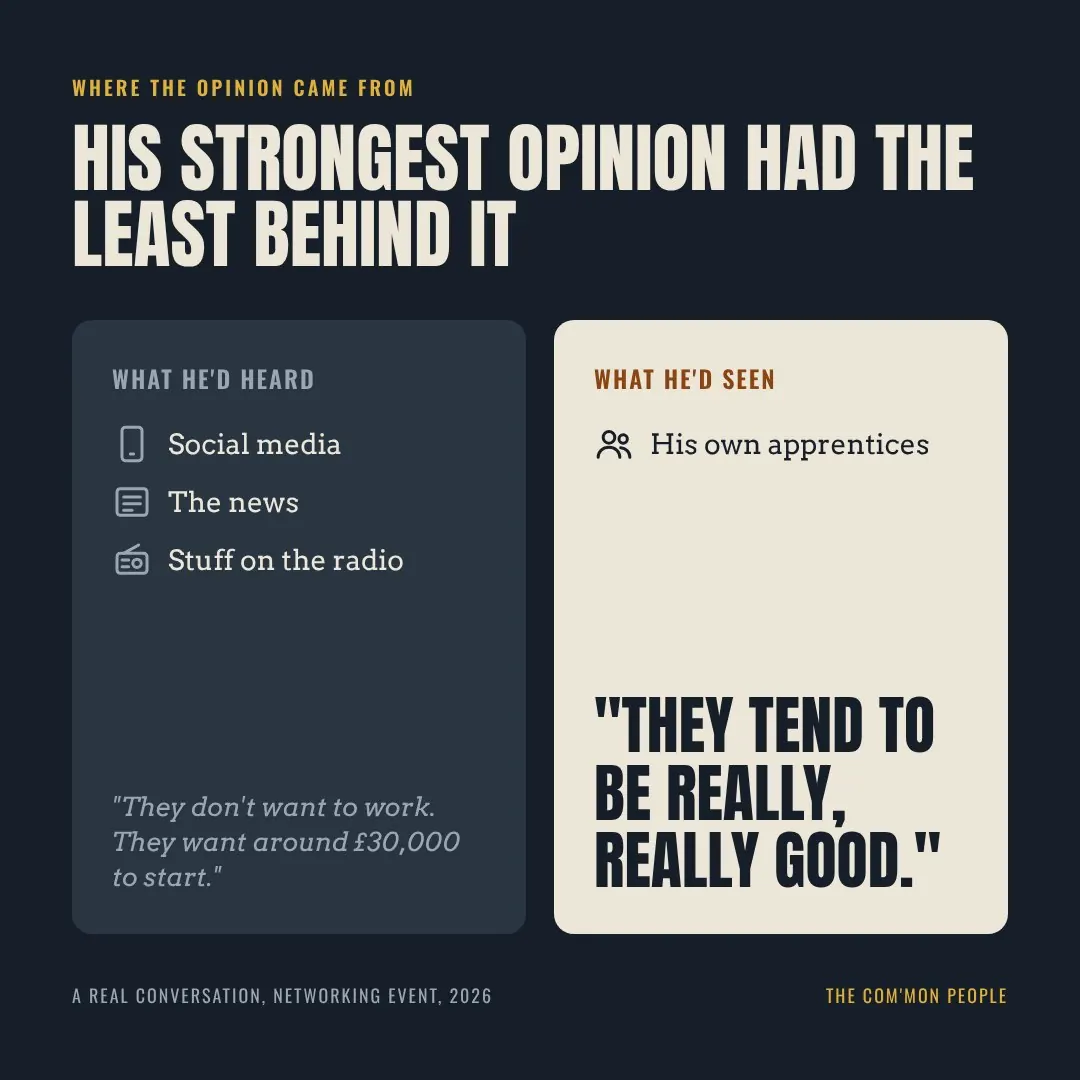 WHERE THE OPINION CAME FROM
HIS STRONGEST OPINION HAD THE
LEAST BEHIND IT
WHAT HE'D HEARD
Social media
The news
Stuff on the radio
"They don't want to work.
They want around £30,000
to start."
WHAT HE'D SEEN
His own apprentices
"THEY TEND TO
BE REALLY,
REALLY GOOD."
A REAL CONVERSATION, NETWORKING EVENT, 2026
THE COM'MON PEOPLE